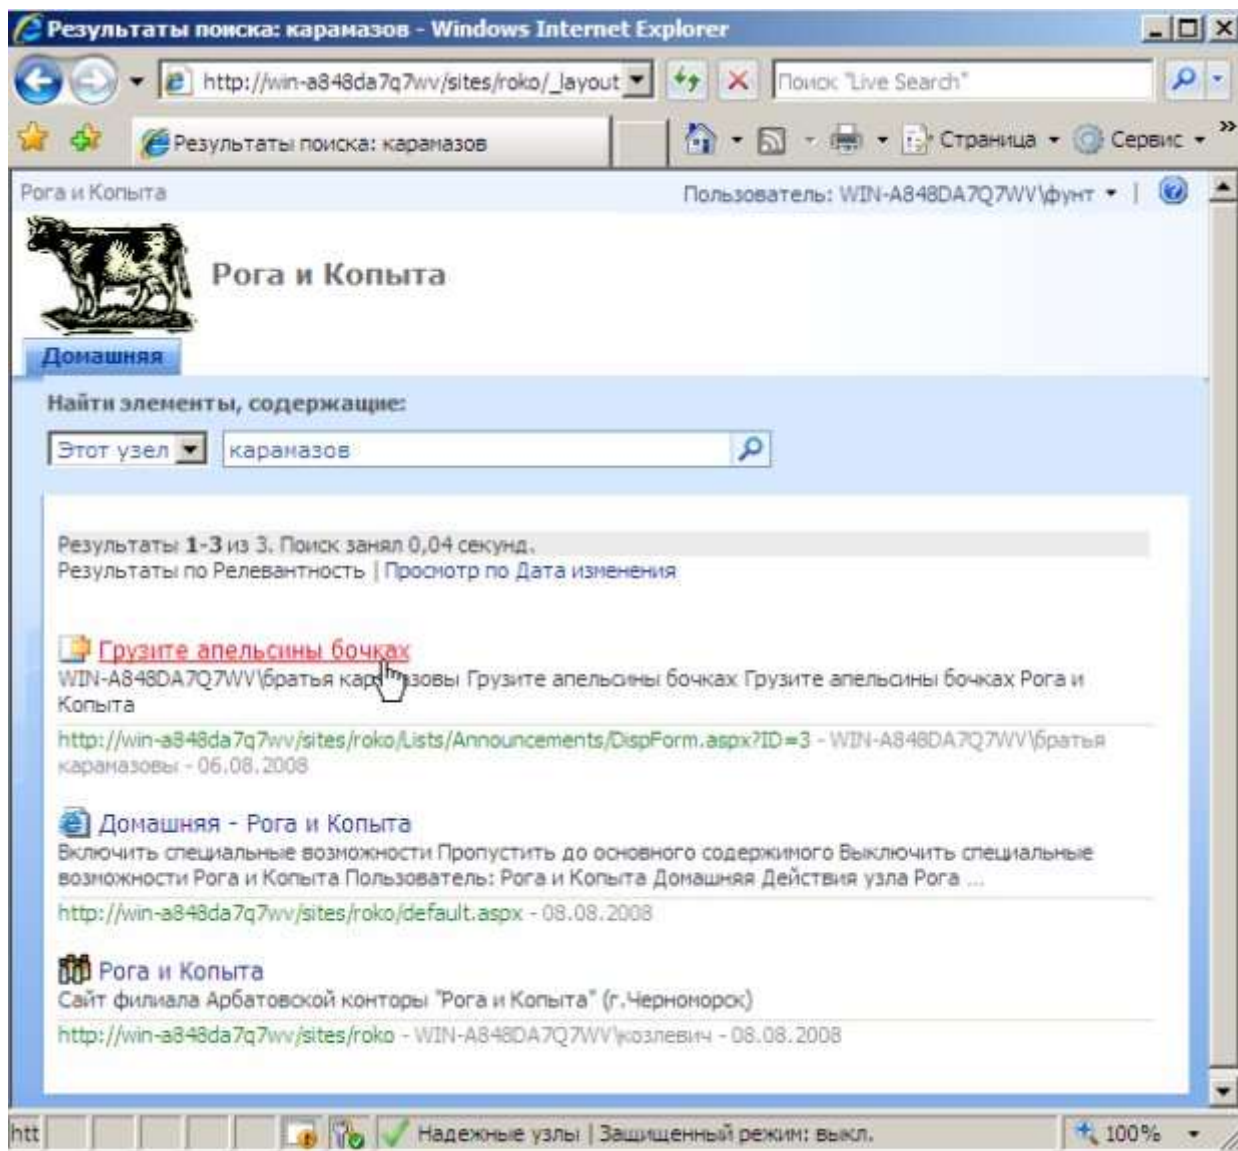 Результаты поиска: карамазов - Windows Internet Explorer
http://win-a848da7q7wv/sites/roko/_layout
Поиск "Live Search"
Результаты поиска: карамазов
Страница
Сервис
»
Рога и Копыта
Пользователь: WIN-A848DA7Q7WV\фунт
|
Рога и Копыта
Домашняя
Найти элементы, содержащие:
Этот узел
карамазов
Результаты 1-3 из 3. Поиск занял 0,04 секунд.
Результаты по Релевантность | Просмотр по Дата изменения
Грузите апельсины бочках
WIN-A848DA7Q7WV\братья карамазовы Грузите апельсины бочках Грузите апельсины бочках Рога и
Копыта
http://win-a848da7q7wv/sites/roko/Lists/Announcements/DispForm.aspx?ID=3 - WIN-A848DA7Q7WV\братья
карамазовы - 06.08.2008
Домашняя - Рога и Копыта
Включить специальные возможности Пропустить до основного содержимого Выключить специальные
возможности Рога и Копыта Пользователь: Рога и Копыта Домашняя Действия узла Рога ...
http://win-a848da7q7wv/sites/roko/default.aspx - 08.08.2008
Рога и Копыта
Сайт филиала Арбатовской конторы "Рога и Копыта" (г.Черноморск)
http://win-a848da7q7wv/sites/roko - WIN-A848DA7Q7WV\козлевич - 08.08.2008
htt
Надежные узлы | Защищенный режим: выкл.
100%